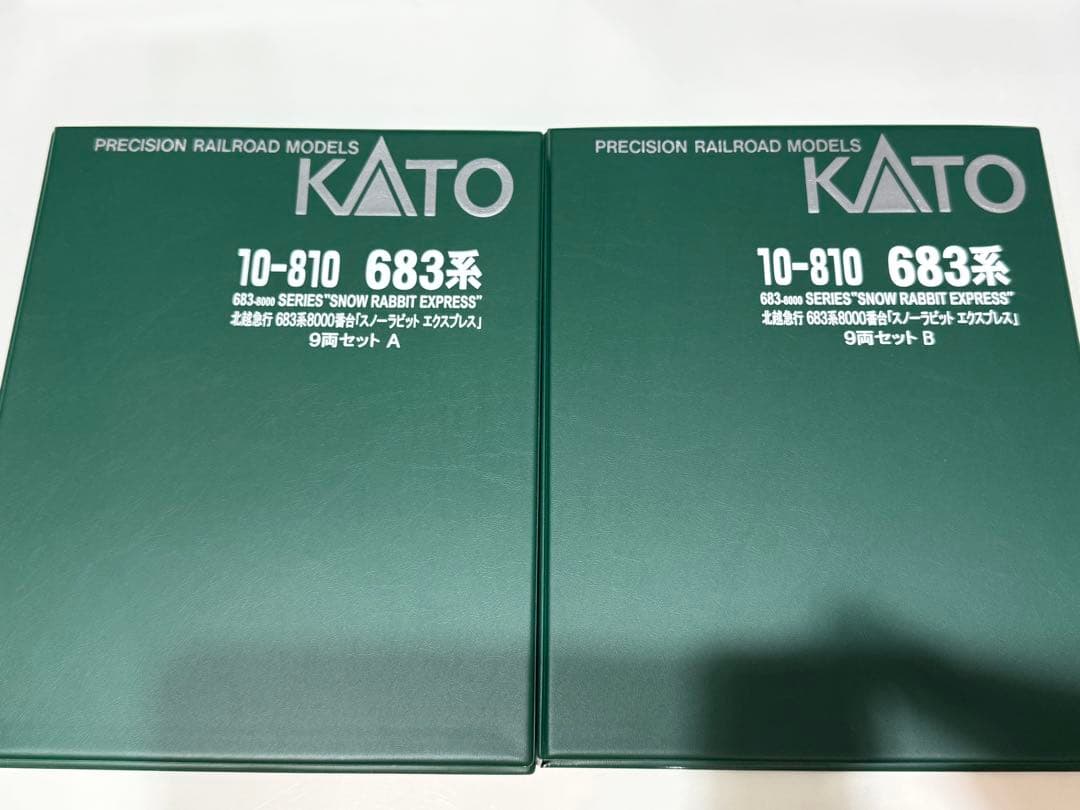 PRECISION RAILROAD MODELS
KATO
10-810 683系
683-8000 SERIES"SNOW RABBIT EXPRESS"
北越急行 683系8000番台「スノーラビット エクスプレス」
9両セット A
PRECISION RAILROAD MODELS
KATO
10-810 683系
683-8000 SERIES"SNOW RABBIT EXPRESS"
北越急行 683系8000番台「スノーラビット エクスプレス」
9両セット B